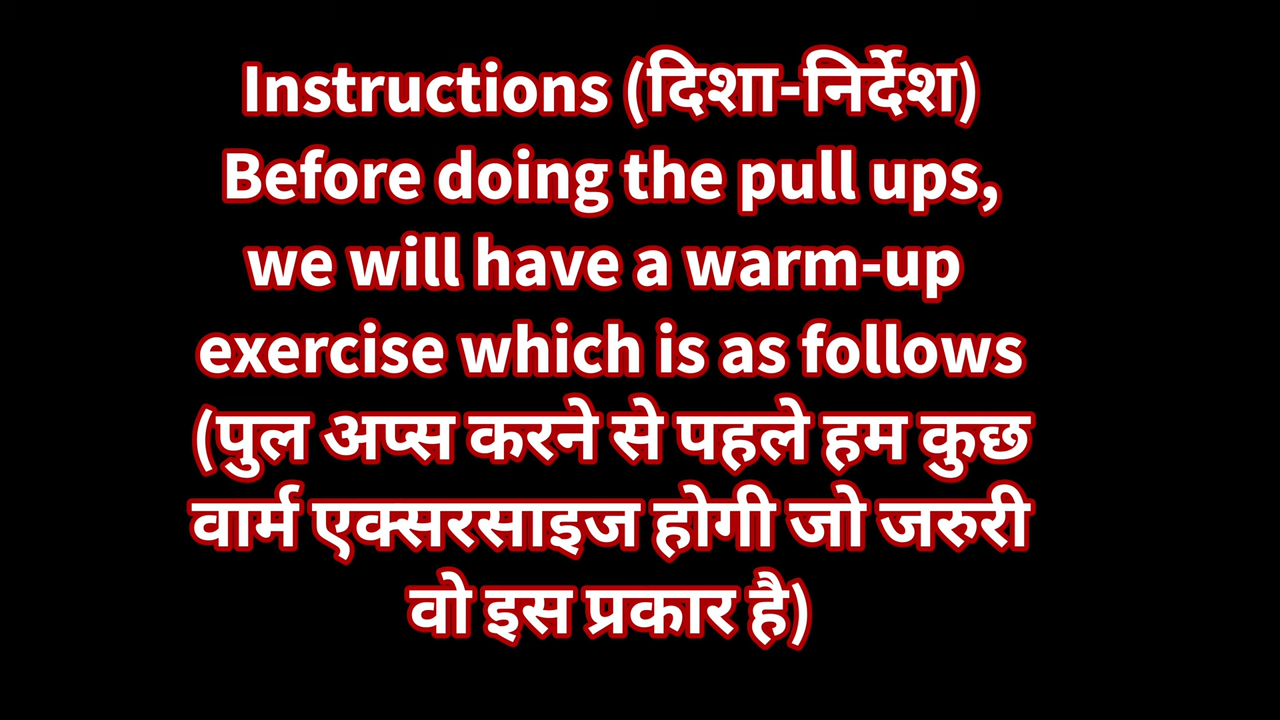 Instructions (दिशा-निर्देश)
Before doing the pull ups,
we will have a warm-up
exercise which is as follows
(पुल अप्स करने से पहले हम कुछ
वार्म एक्सरसाइज होगी जो जरुरी
वो इस प्रकार है)